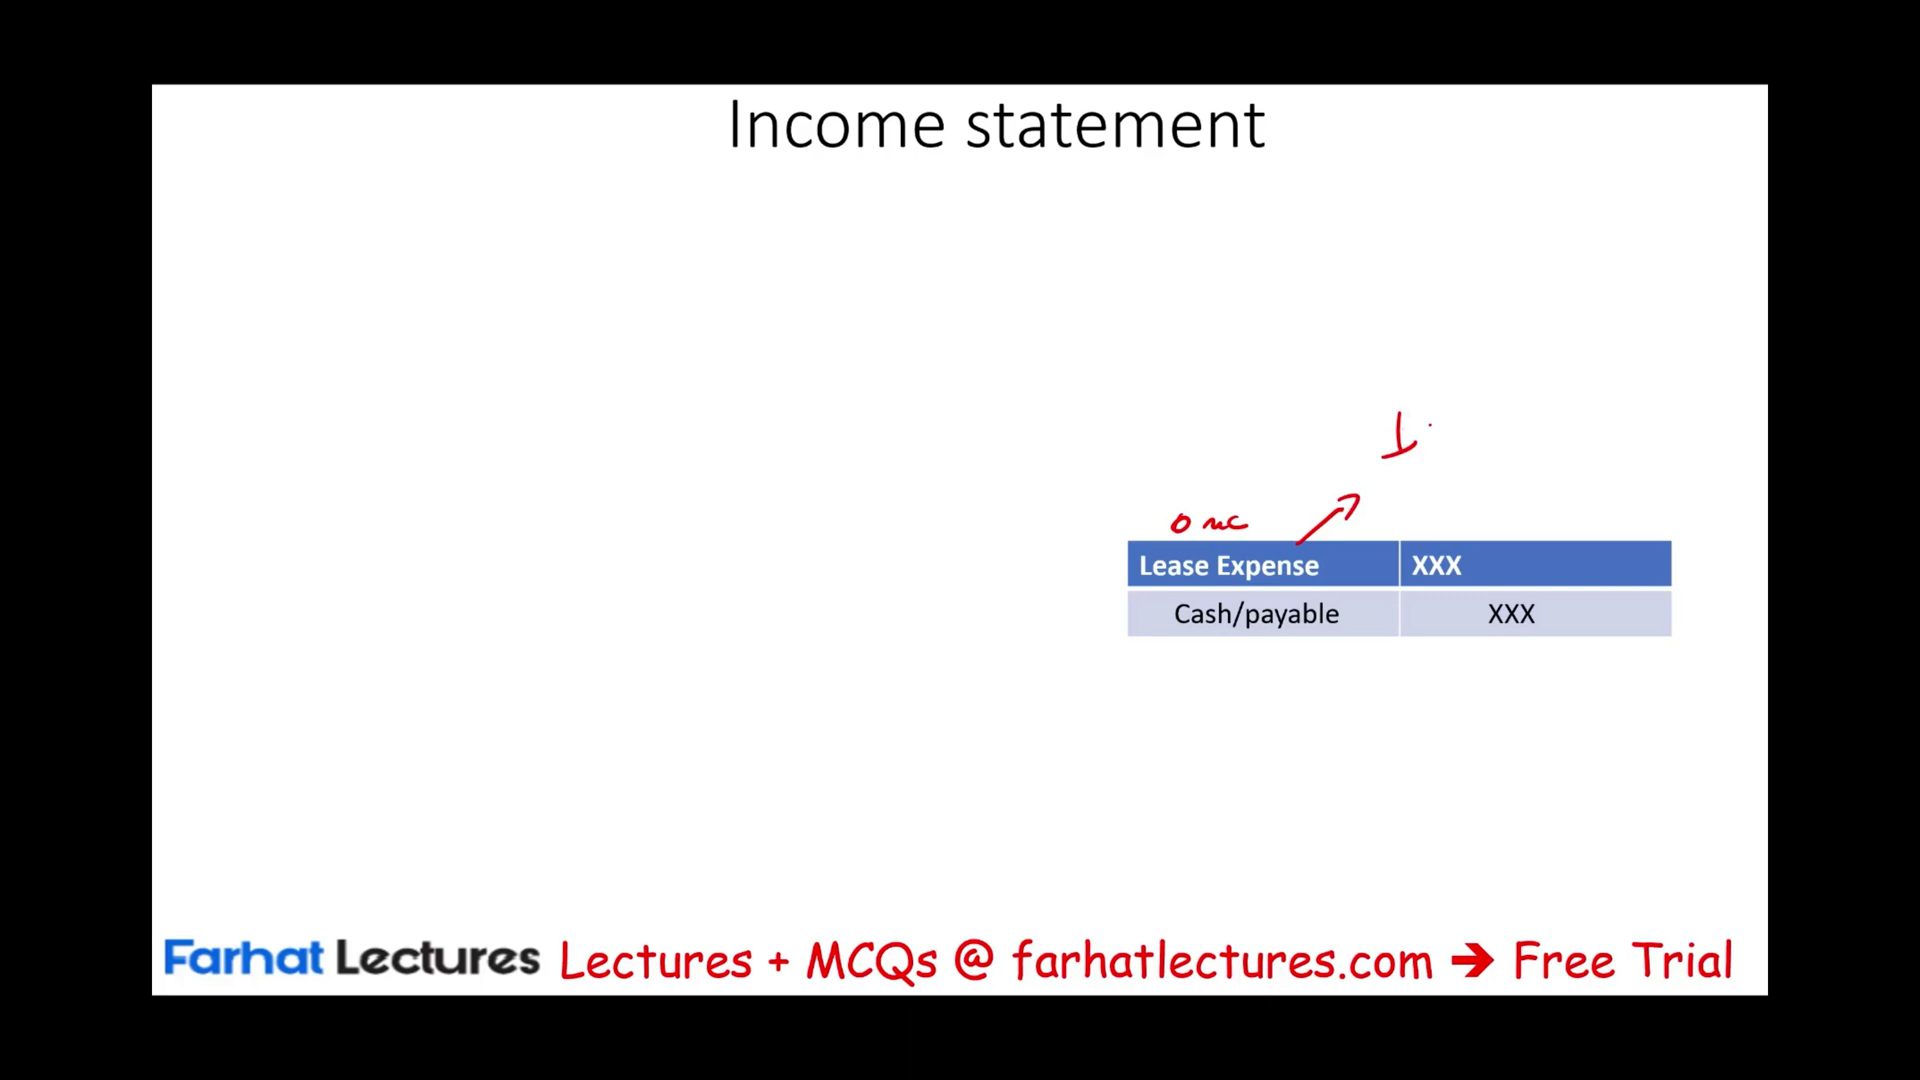 Income statement
Lease Expense XXX
Cash/payable XXX
Farhat Lectures Lectures + MCQs @ farhatlectures.com → Free Trial